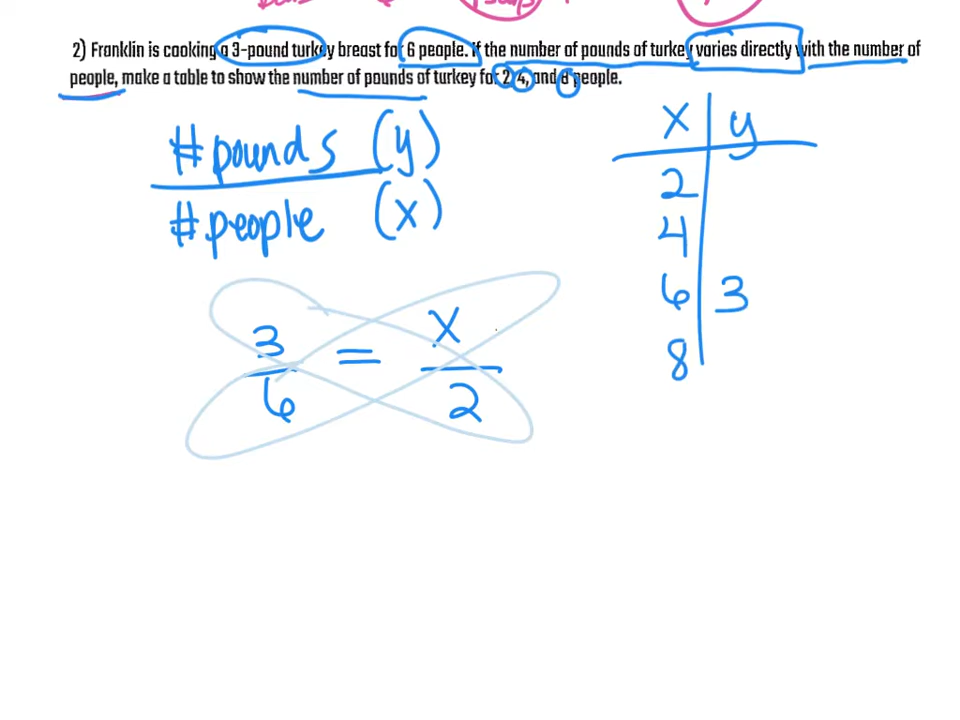 2) Franklin is cooking a 3-pound turkey breast for 6 people. If the number of pounds of turkey varies directly with the number of
people, make a table to show the number of pounds of turkey for 2, 4, and 8 people.
#pounds (y)
#people (x)
x y
2
4
6 3
8
3 = x
6 2